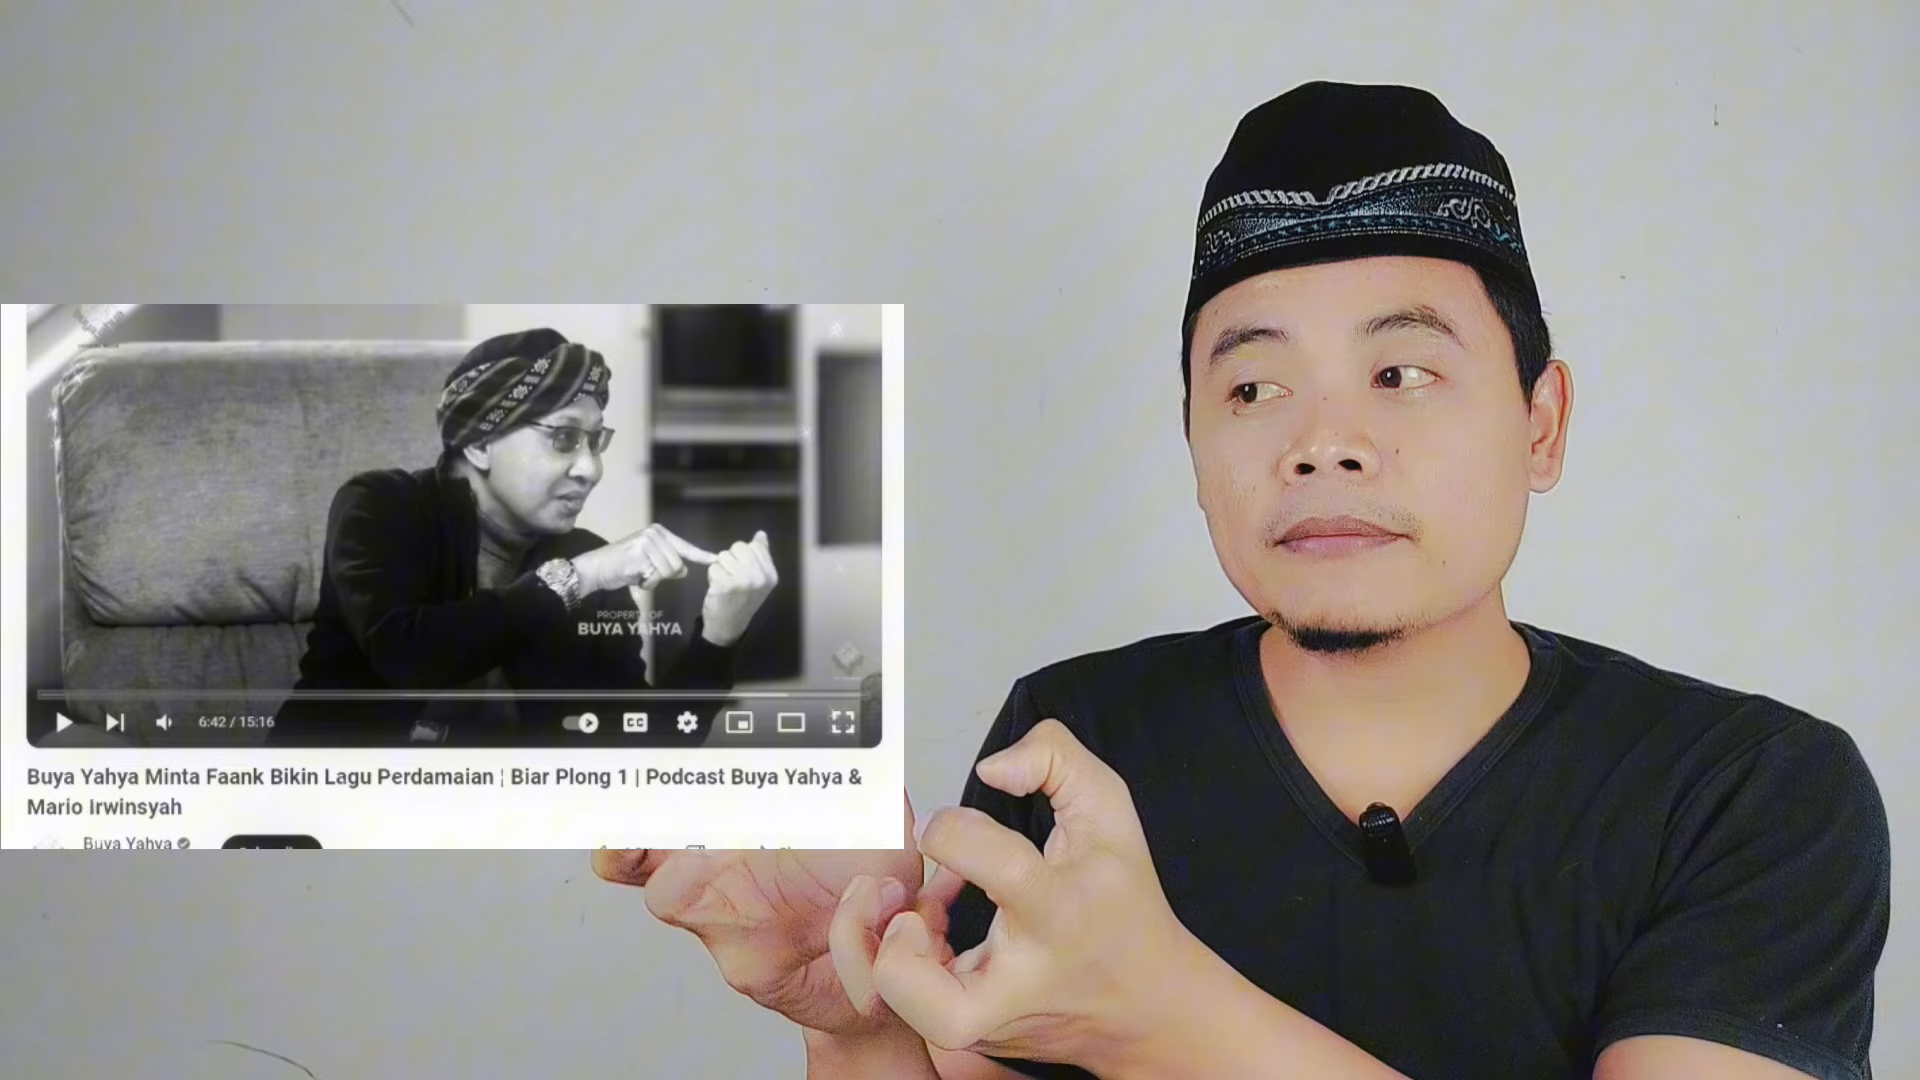 PROPERTY OF
BUYA YAHYA
6:42 / 15:16
CC
Buya Yahya Minta Faank Bikin Lagu Perdamaian ¦ Biar Plong 1 | Podcast Buya Yahya &
Mario Irwinsyah
Buya Yahya